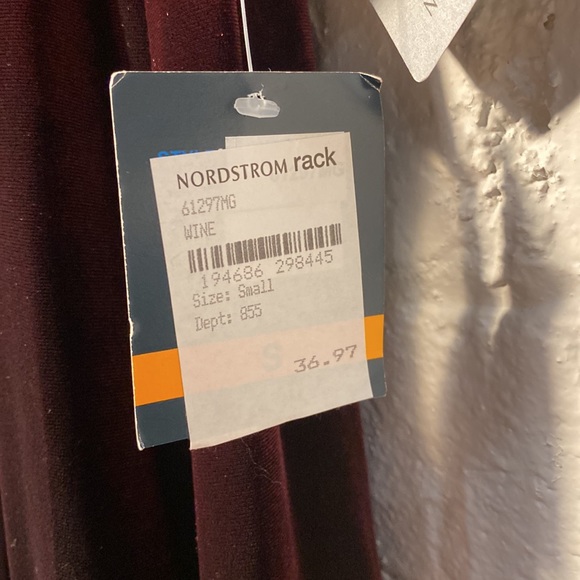 NORDSTROM rack
61297MG
WINE
194686 298445
Size: Small
Dept: 855
36.97